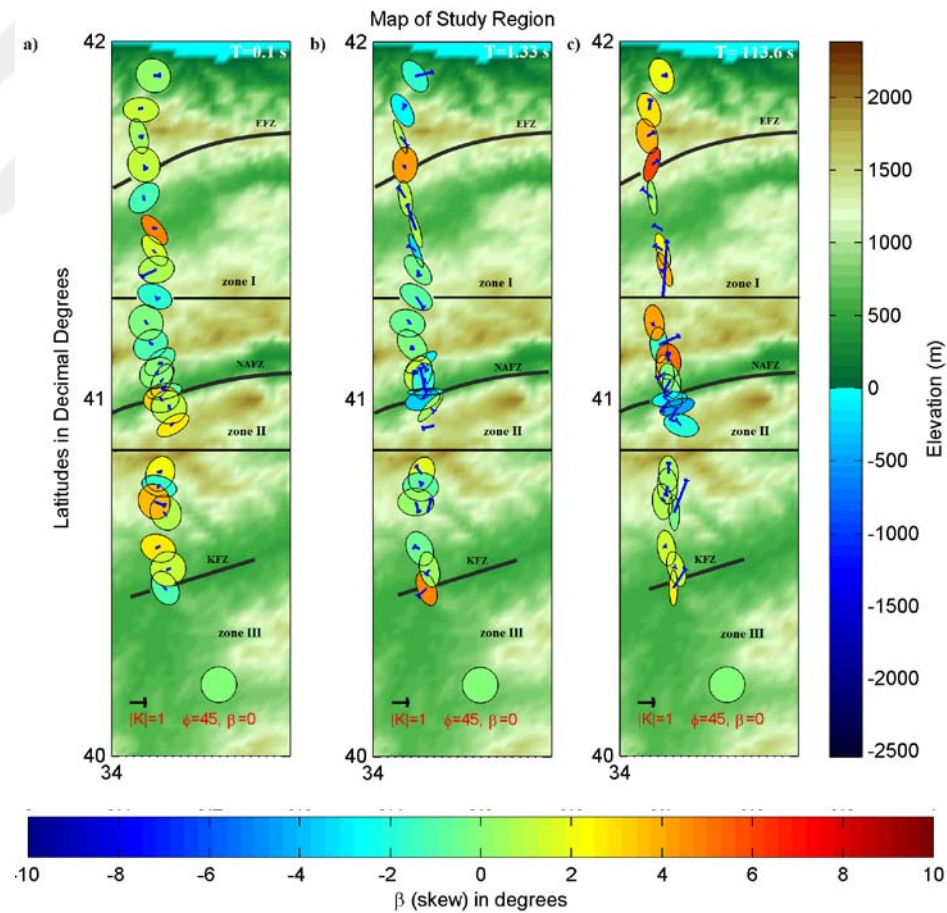 Map of Study Region
a)
b)
c)
T=0.1 s
T=1.33 s
T= 113.6 s
42
42
42
EFZ
EFZ
EFZ
zone I
zone I
zone I
NAFZ
NAFZ
NAFZ
41
41
41
zone II
zone II
zone II
KFZ
KFZ
KFZ
zone III
zone III
zone III
|K|=1 ϕ=45, β=0
|K|=1 ϕ=45, β=0
|K|=1 ϕ=45, β=0
40
40
40
34
34
34
Latitudes in Decimal Degrees
2000
1500
1000
500
0
-500
-1000
-1500
-2000
-2500
Elevation (m)
-10 -8 -6 -4 -2 0 2 4 6 8 10
β (skew) in degrees